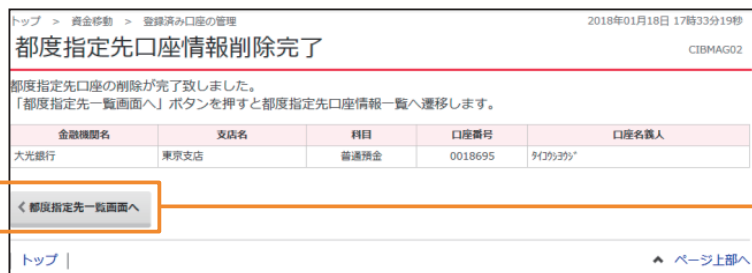 トップ > 資金移動 > 登録済み口座の管理
2018年01月18日 17時33分19秒
都度指定先口座情報削除完了
CIBMAG02
都度指定先口座の削除が完了致しました。
「都度指定先一覧画面へ」ボタンを押すと都度指定先口座情報一覧へ遷移します。
金融機関名 支店名 科目 口座番号 口座名義人
大光銀行 東京支店 普通預金 0018695 ﾀｲｺｳｼﾖｳｼﾞ
都度指定先一覧画面へ
トップ |
ページ上部へ